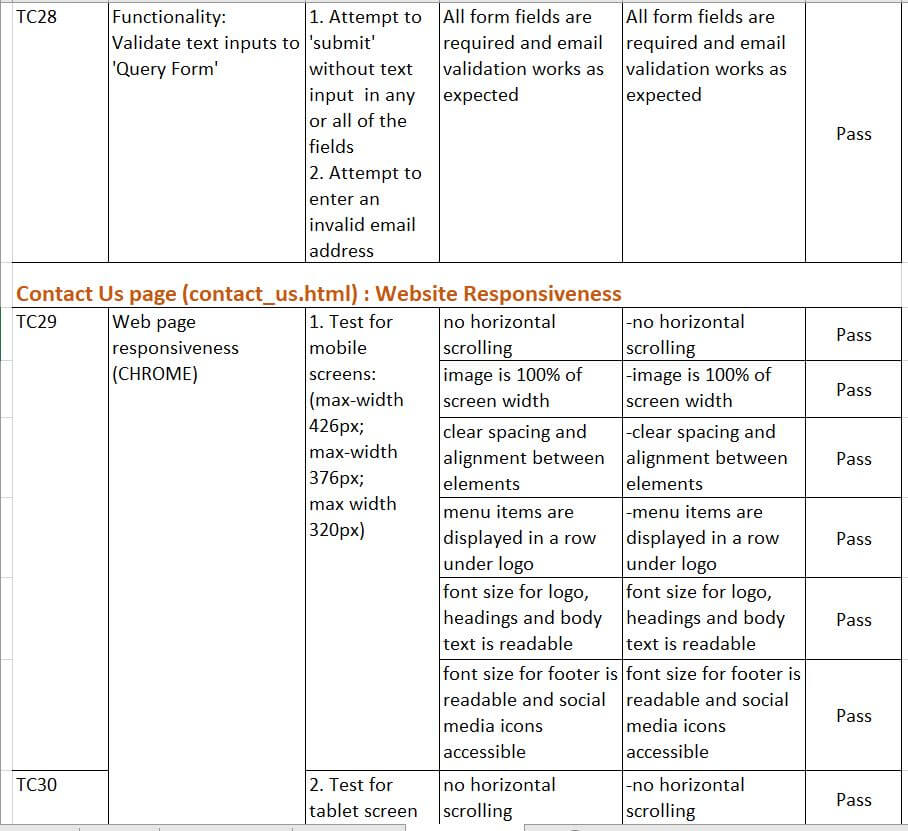 TC28
Functionality:
Validate text inputs to
'Query Form'
1. Attempt to
'submit'
without text
input  in any
or all of the
fields
2. Attempt to
enter an
invalid email
address
All form fields are
required and email
validation works as
expected
All form fields are
required and email
validation works as
expected
Pass
Contact Us page (contact_us.html) : Website Responsiveness
TC29
Web page
responsiveness
(CHROME)
1. Test for
mobile
screens:
(max-width
426px;
max-width
376px;
max width
320px)
no horizontal
scrolling
-no horizontal
scrolling
Pass
image is 100% of
screen width
-image is 100% of
screen width
Pass
clear spacing and
alignment between
elements
-clear spacing and
alignment between
elements
Pass
menu items are
displayed in a row
under logo
-menu items are
displayed in a row
under logo
Pass
font size for logo,
headings and body
text is readable
font size for logo,
headings and body
text is readable
Pass
font size for footer is
readable and social
media icons
accessible
font size for footer is
readable and social
media icons
accessible
Pass
TC30
2. Test for
tablet screen
no horizontal
scrolling
-no horizontal
scrolling
Pass